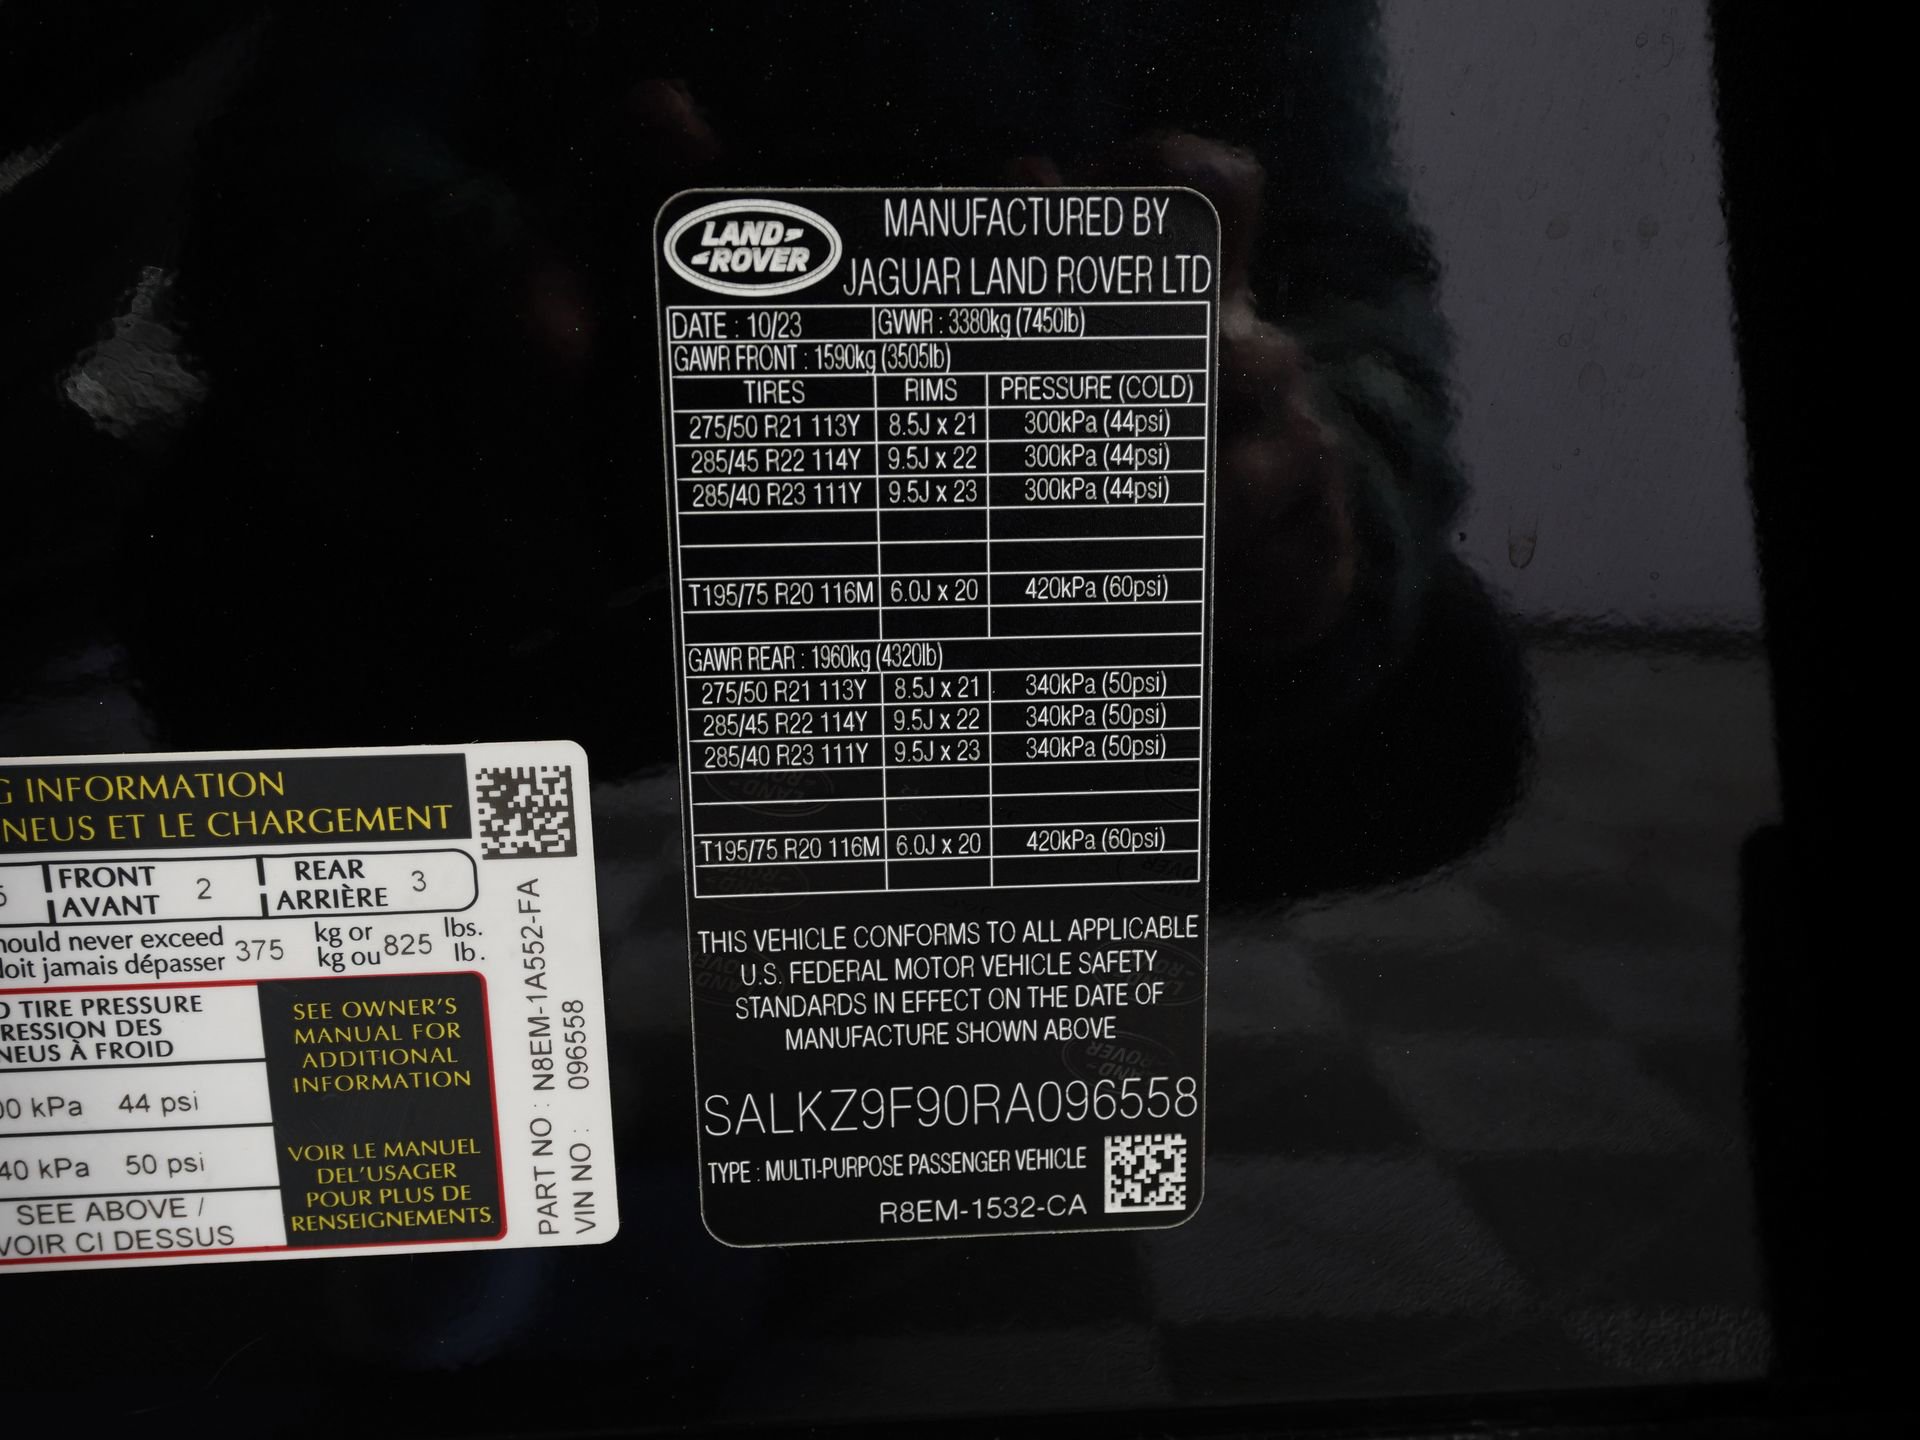 LAND ROVER
MANUFACTURED BY
JAGUAR LAND ROVER LTD
DATE : 10/23 GVWR : 3380kg (7450lb)
GAWR FRONT : 1590kg (3505lb)
TIRES RIMS PRESSURE (COLD)
275/50 R21 113Y 8.5J x 21 300kPa (44psi)
285/45 R22 114Y 9.5J x 22 300kPa (44psi)
285/40 R23 111Y 9.5J x 23 300kPa (44psi)
T195/75 R20 116M 6.0J x 20 420kPa (60psi)
GAWR REAR : 1960kg (4320lb)
275/50 R21 113Y 8.5J x 21 340kPa (50psi)
285/45 R22 114Y 9.5J x 22 340kPa (50psi)
285/40 R23 111Y 9.5J x 23 340kPa (50psi)
T195/75 R20 116M 6.0J x 20 420kPa (60psi)
THIS VEHICLE CONFORMS TO ALL APPLICABLE
U.S. FEDERAL MOTOR VEHICLE SAFETY
STANDARDS IN EFFECT ON THE DATE OF
MANUFACTURE SHOWN ABOVE
SALKZ9F90RA096558
TYPE : MULTI-PURPOSE PASSENGER VEHICLE
R8EM-1532-CA
INFORMATION
ET LE CHARGEMENT
FRONT 2 REAR 3
AVANT ARRIÈRE
never exceed 375 kg or 825 lbs.
jamais dépasser kg ou lb.
TIRE PRESSURE
DES
À FROID
kPa 44 psi
kPa 50 psi
SEE ABOVE /
VOIR CI DESSUS
SEE OWNER'S
MANUAL FOR
ADDITIONAL
INFORMATION
VOIR LE MANUEL
DEL'USAGER
POUR PLUS DE
RENSEIGNEMENTS.
PART NO : N8EM-1A552-FA
VIN NO : 096558